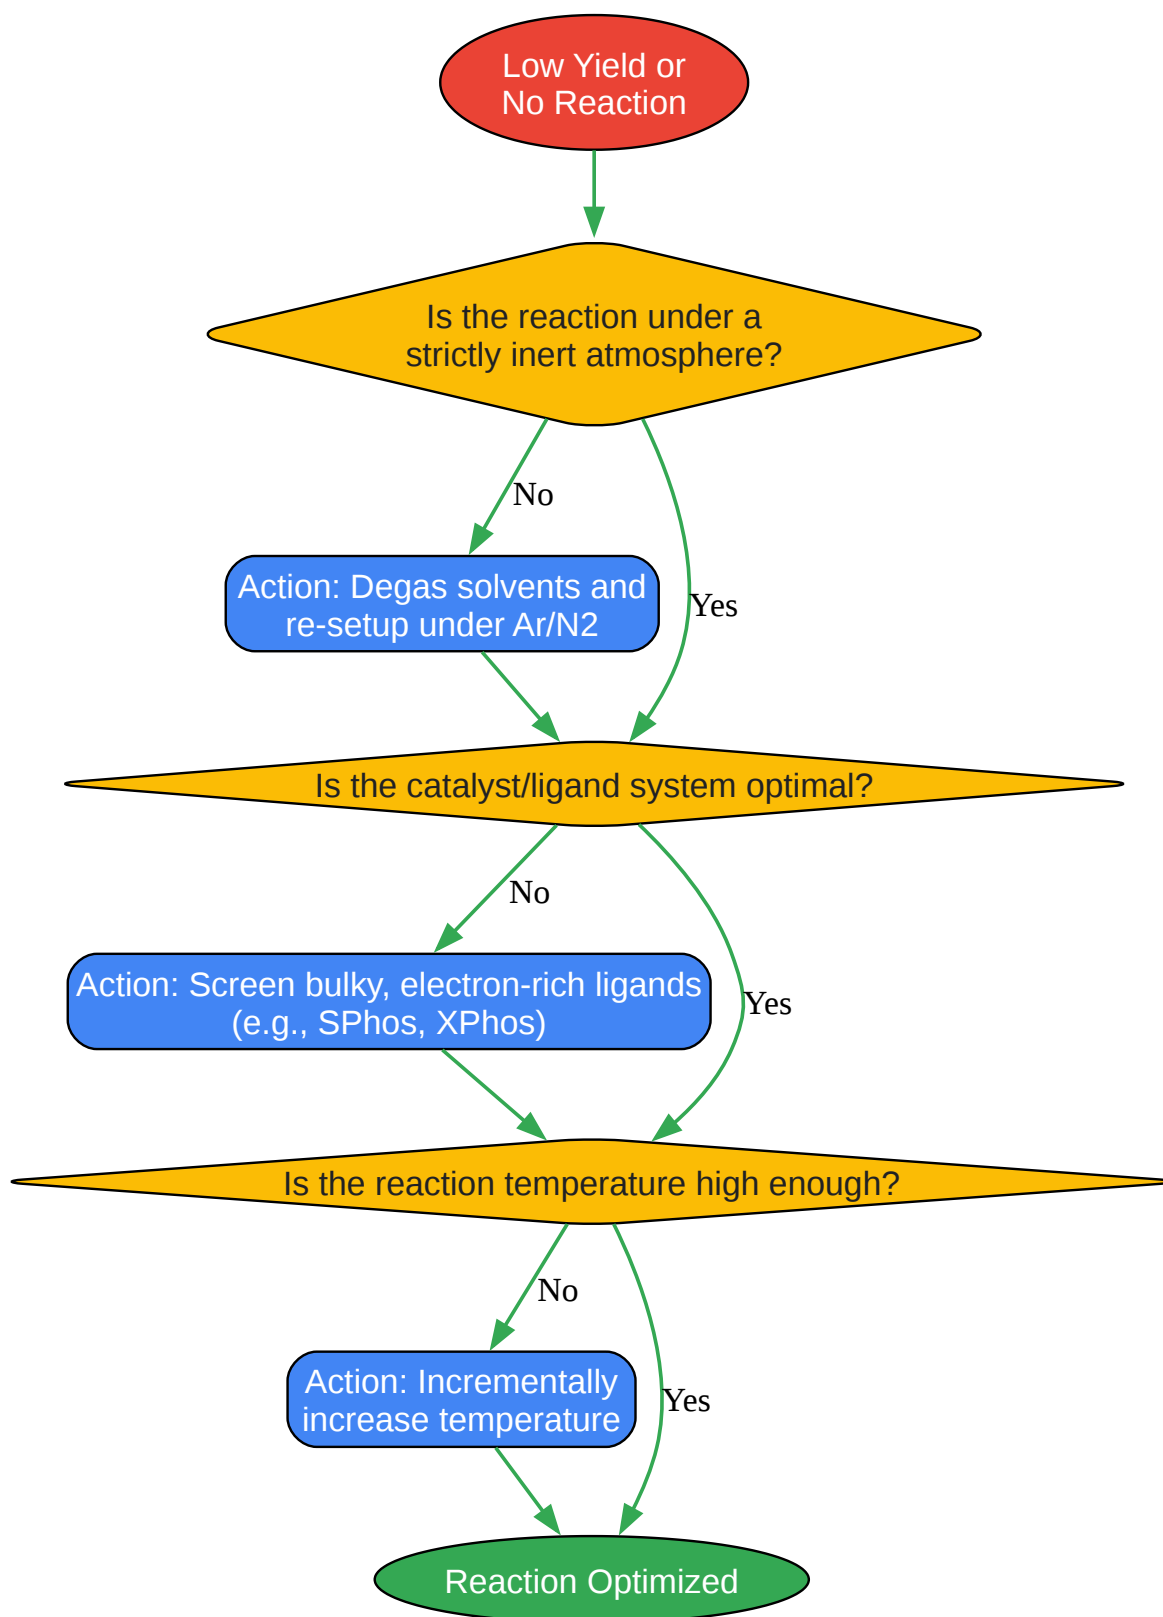 Low Yield or
No Reaction
Is the reaction under a
strictly inert atmosphere?
No
Action: Degas solvents and
re-setup under Ar/N2
Yes
Is the catalyst/ligand system optimal?
No
Action: Screen bulky, electron-rich ligands
(e.g., SPhos, XPhos)
Yes
Is the reaction temperature high enough?
No
Action: Incrementally
increase temperature
Yes
Reaction Optimized